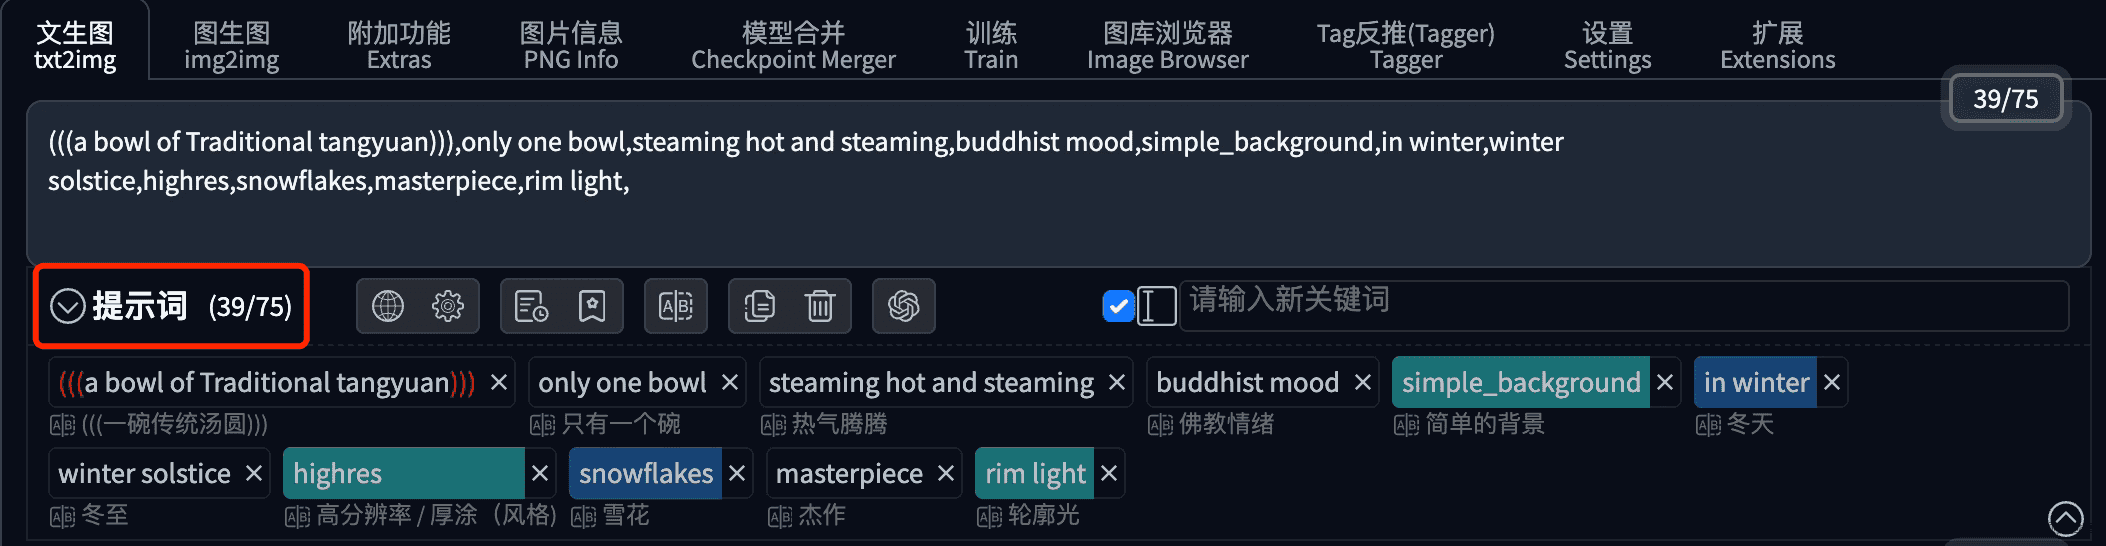 文生图 图生图 附加功能 图片信息 模型合并 训练 图库浏览器 Tag反推(Tagger) 设置 扩展
txt2img img2img Extras PNG Info Checkpoint Merger Train Image Browser Tagger Settings Extensions
39/75
(((a bowl of Traditional tangyuan))),only one bowl,steaming hot and steaming,buddhist mood,simple_background,in winter,winter
solstice,highres,snowflakes,masterpiece,rim light,
提示词 (39/75) 请输入新关键词
(((a bowl of Traditional tangyuan))) only one bowl steaming hot and steaming buddhist mood simple_background in winter
(((一碗传统汤圆))) 只有一个碗 热气腾腾 佛教情绪 简单的背景 冬天
winter solstice highres snowflakes masterpiece rim light
冬至 高分辨率 / 厚涂（风格) 雪花 杰作 轮廓光